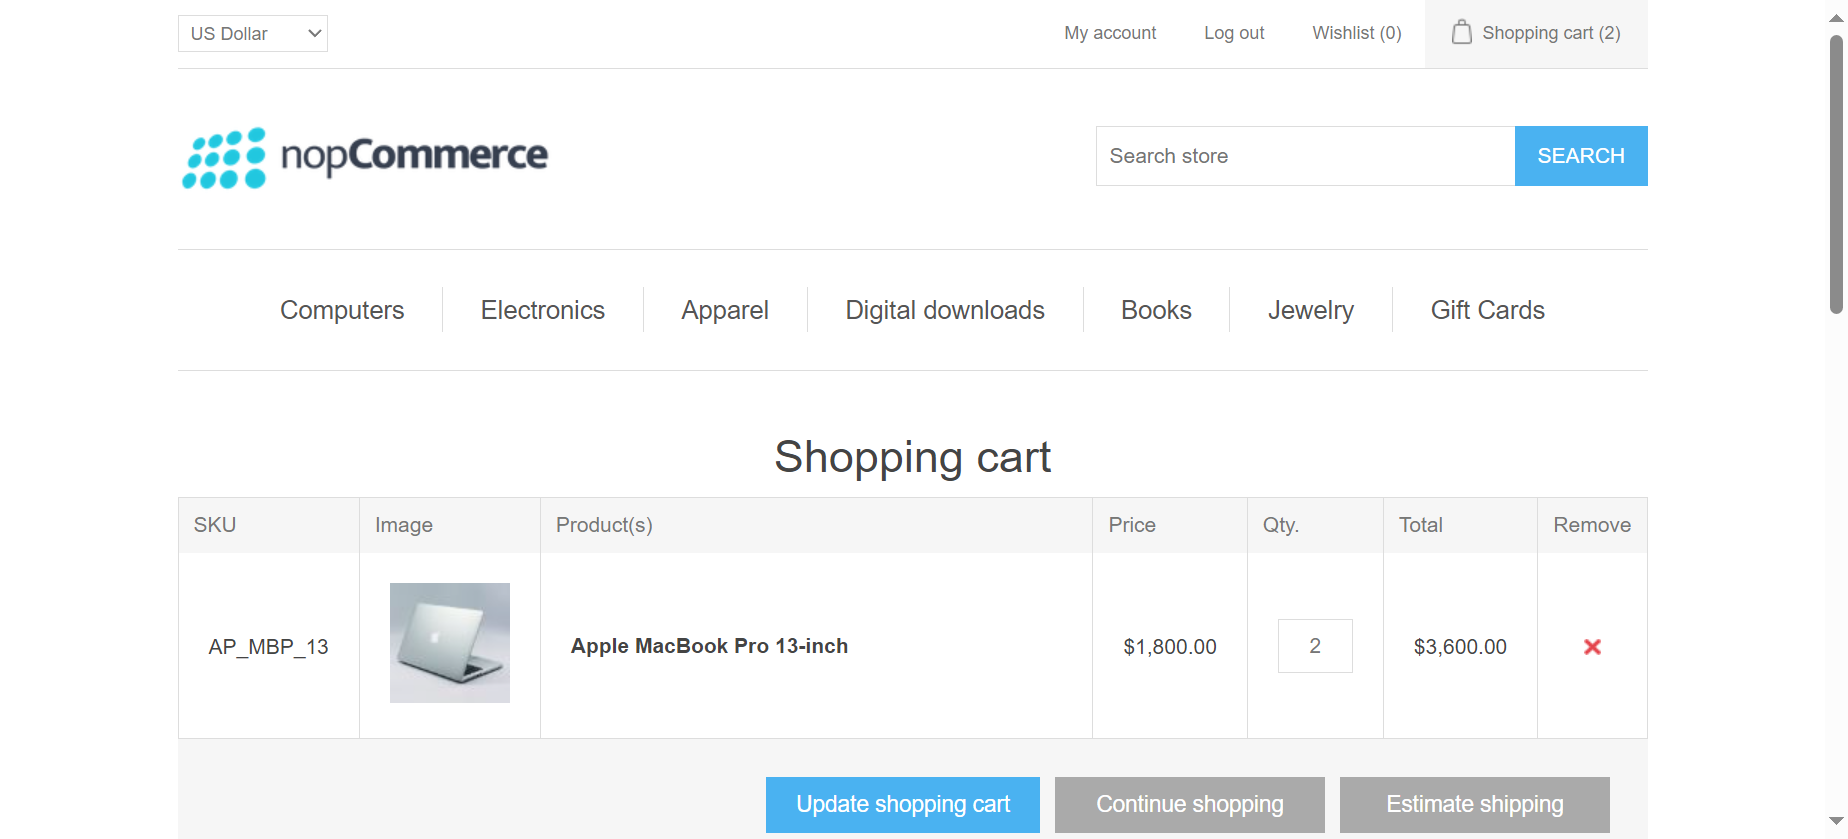 US Dollar My account Log out Wishlist (0) Shopping cart (2)
nopCommerce Search store SEARCH
Computers Electronics Apparel Digital downloads Books Jewelry Gift Cards
Shopping cart
SKU Image Product(s) Price Qty. Total Remove
AP_MBP_13 Apple MacBook Pro 13-inch $1,800.00 2 $3,600.00
Update shopping cart Continue shopping Estimate shipping